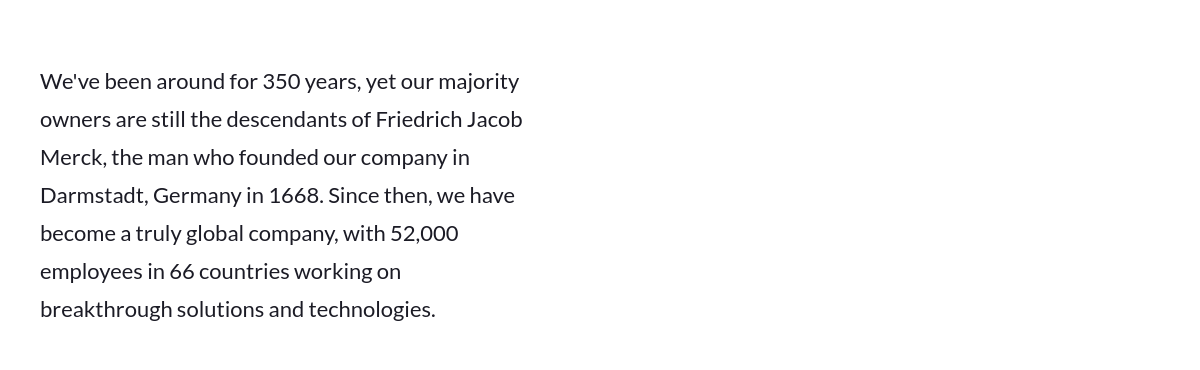 We've been around for 350 years, yet our majority
owners are still the descendants of Friedrich Jacob
Merck, the man who founded our company in
Darmstadt, Germany in 1668. Since then, we have
become a truly global company, with 52,000
employees in 66 countries working on
breakthrough solutions and technologies.